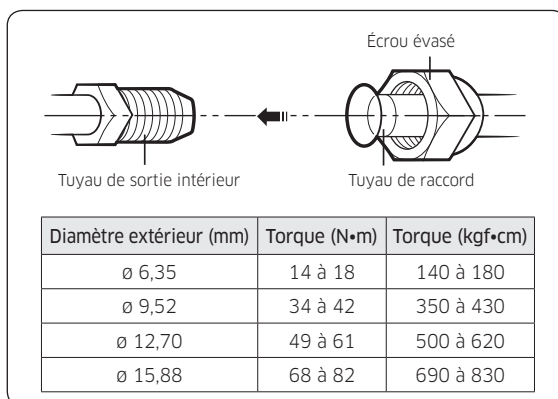 Écrou évasé
Tuyau de sortie intérieur
Tuyau de raccord
Diamètre extérieur (mm) Torque (N•m) Torque (kgf•cm)
ø 6,35 14 à 18 140 à 180
ø 9,52 34 à 42 350 à 430
ø 12,70 49 à 61 500 à 620
ø 15,88 68 à 82 690 à 830